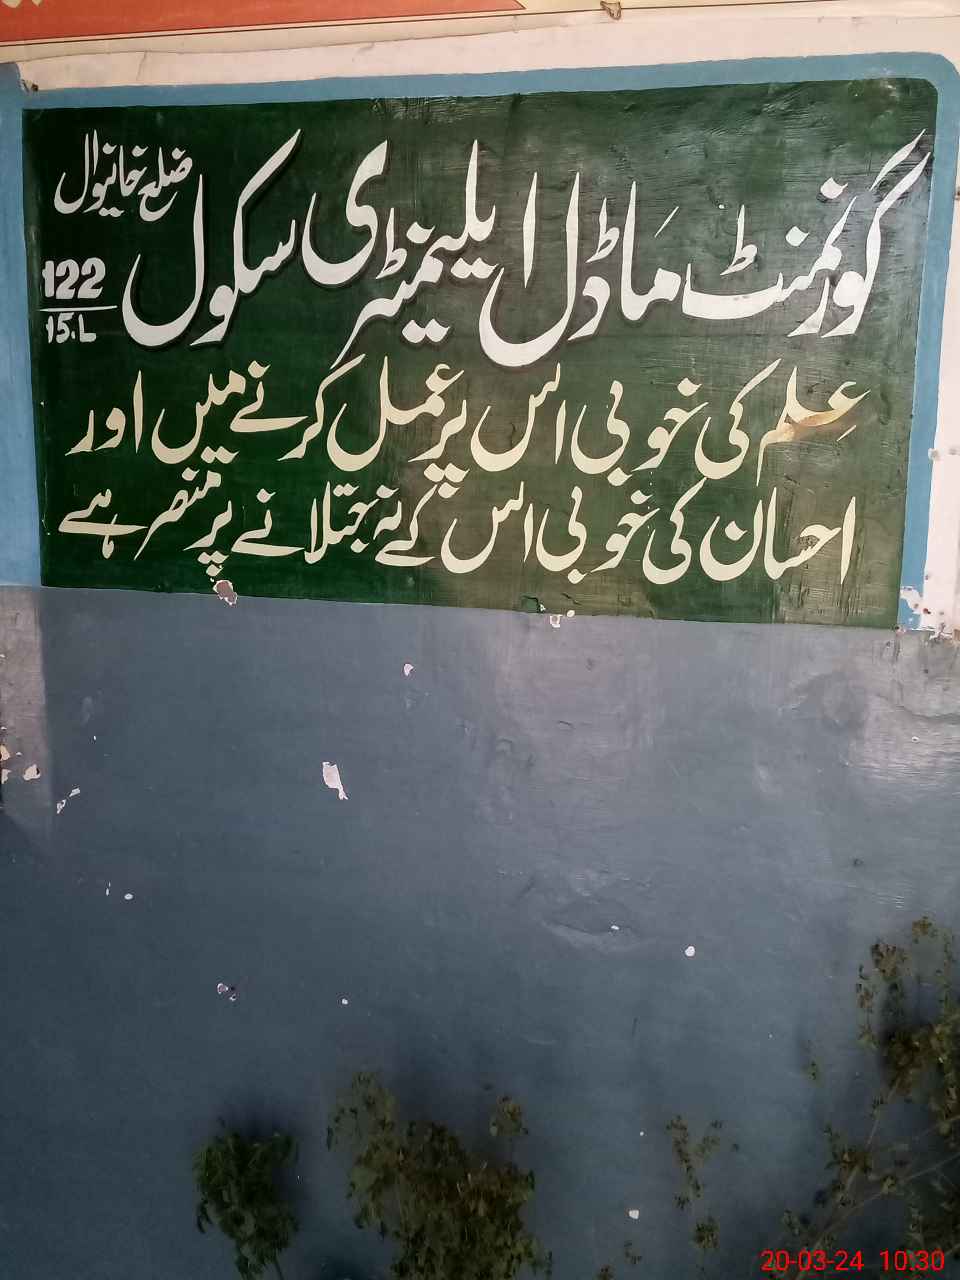 گورنمنٹ ماڈل ایلیمنٹری سکول
ضلع خانیوال
122
15.L
علم کی خوبی اس پر عمل کرنے میں اور
احسان کی خوبی اس کے نہ جتلانے پر منحصر ہے
20-03-24 10.30